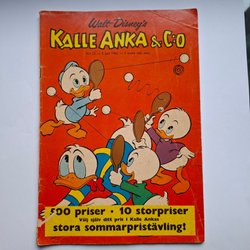 Walt Disney's
KALLE ANKA & C:O
500 priser • 10 storpriser
Välj själv ditt pris i Kalle Ankas
stora sommarpristävling!